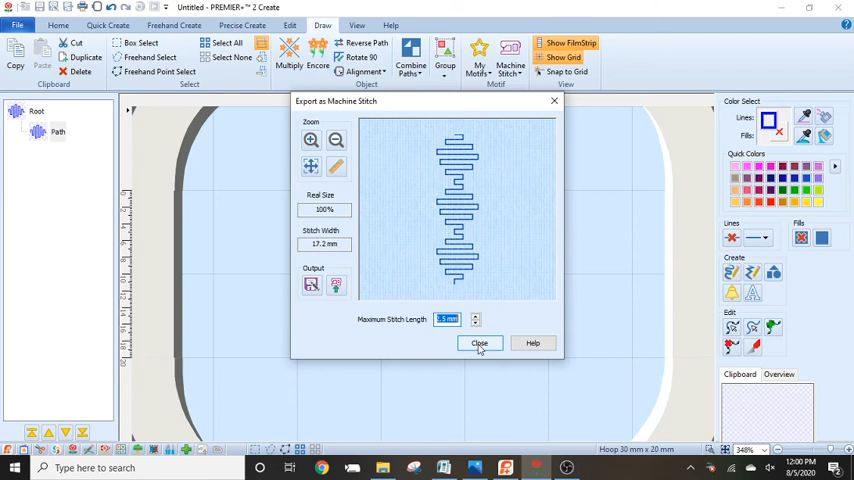 Untitled - PREMIER+™ 2 Create
File
Home
Quick Create
Freehand Create
Precise Create
Edit
Draw
View
Help
Copy
Cut
Duplicate
Delete
Clipboard
Box Select
Freehand Select
Freehand Point Select
Select All
Select None
Select
Multiply
Encore
Reverse Path
Rotate 90
Alignment
Object
Combine Paths
Group
My Motifs
Machine Stitch
Motif
Show FilmStrip
Show Grid
Snap to Grid
View
Root
Path
Export as Machine Stitch
Zoom
Real Size
100%
Stitch Width
17.2 mm
Output
Maximum Stitch Length
Close
Help
Color Select
Lines:
Fills:
Quick Colors
Lines
Fills
Create
Edit
Clipboard
Overview
Hoop 30 mm x 20 mm
348%
Type here to search
12:00 PM
8/5/2020